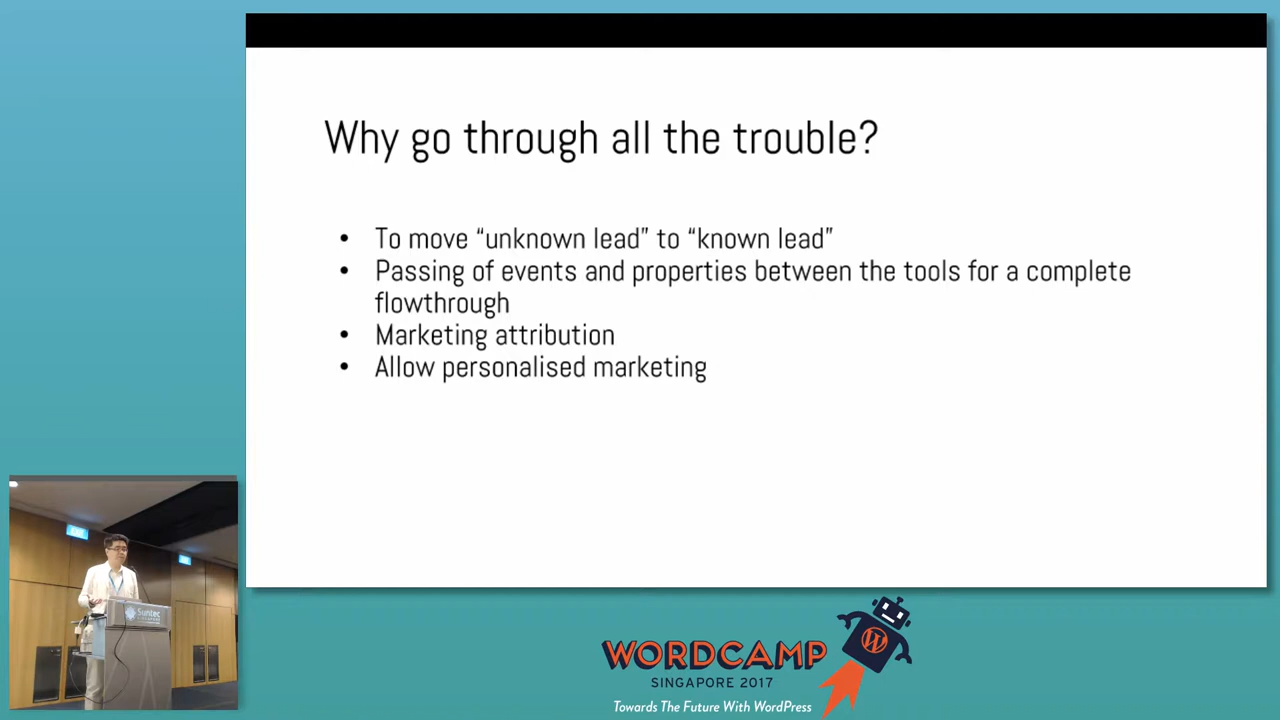 Why go through all the trouble?
• To move “unknown lead” to “known lead”
• Passing of events and properties between the tools for a complete
flowthrough
• Marketing attribution
• Allow personalised marketing
Suntec
WORDCAMP
SINGAPORE 2017
Towards The Future With WordPress